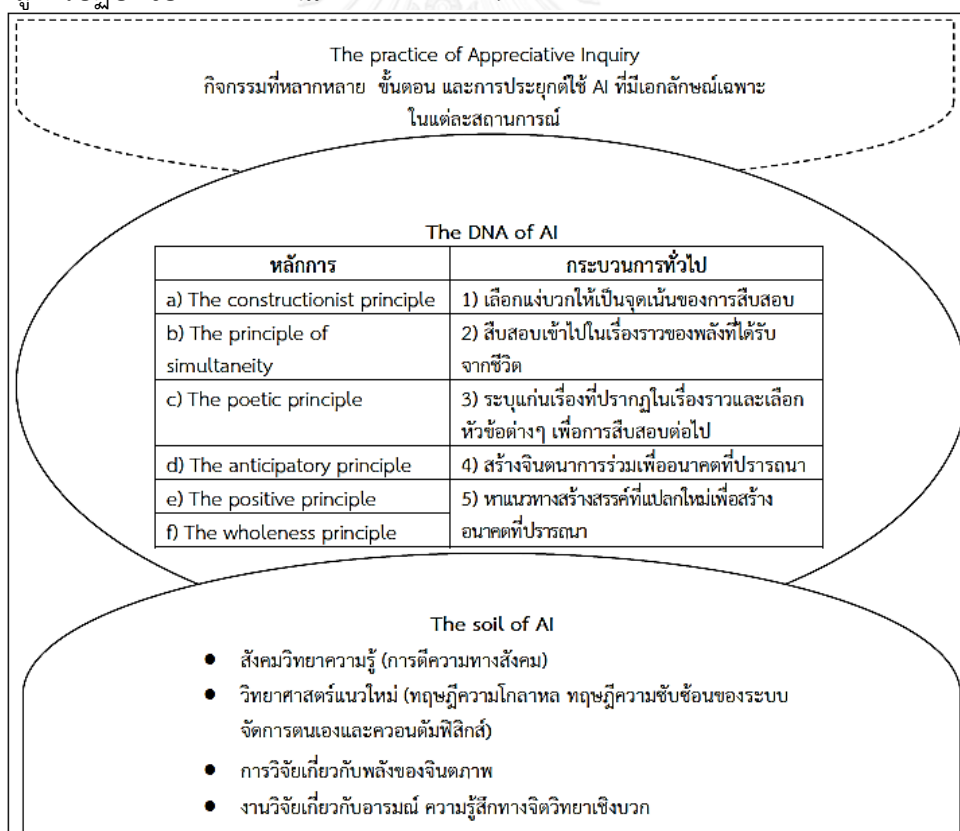 The practice of Appreciative Inquiry
กิจกรรมที่หลากหลาย ขั้นตอน และการประยุกต์ใช้ AI ที่มีเอกลักษณ์เฉพาะ
ในแต่ละสถานการณ์
The DNA of AI
หลักการ
กระบวนการทั่วไป
a) The constructionist principle
1) เลือกแง่บวกให้เป็นจุดเน้นของการสืบสอบ
b) The principle of
simultaneity
2) สืบสอบเข้าไปในเรื่องราวของพลังที่ได้รับ
จากชีวิต
c) The poetic principle
3) ระบุแก่นเรื่องที่ปรากฏในเรื่องราวและเลือก
หัวข้อต่างๆ เพื่อการสืบสอบต่อไป
d) The anticipatory principle
4) สร้างจินตนาการร่วมเพื่ออนาคตที่ปรารถนา
e) The positive principle
f) The wholeness principle
5) หาแนวทางสร้างสรรค์ที่แปลกใหม่เพื่อสร้าง
อนาคตที่ปรารถนา
The soil of AI
● สังคมวิทยาความรู้ (การตีความทางสังคม)
● วิทยาศาสตร์แนวใหม่ (ทฤษฎีความโกลาหล ทฤษฎีความซับซ้อนของระบบ
จัดการตนเองและควอนตัมฟิสิกส์)
● การวิจัยเกี่ยวกับพลังของจินตภาพ
● งานวิจัยเกี่ยวกับอารมณ์ ความรู้สึกทางจิตวิทยาเชิงบวก